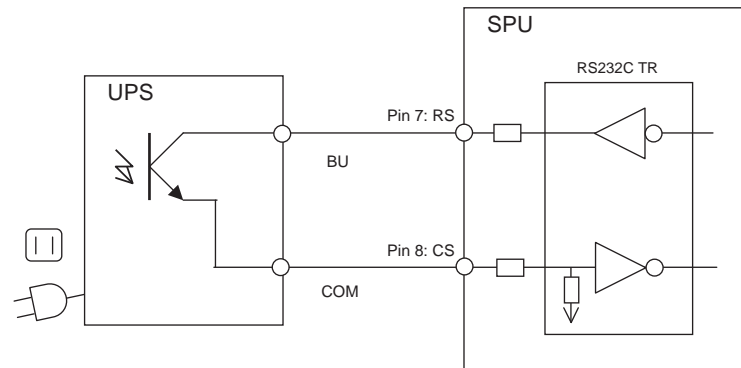 SPU
RS232C TR
UPS
Pin 7: RS
BU
Pin 8: CS
COM